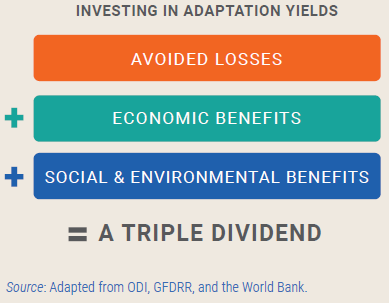 INVESTING IN ADAPTATION YIELDS
AVOIDED LOSSES
+ ECONOMIC BENEFITS
+ SOCIAL & ENVIRONMENTAL BENEFITS
= A TRIPLE DIVIDEND
Source: Adapted from ODI, GFDRR, and the World Bank.